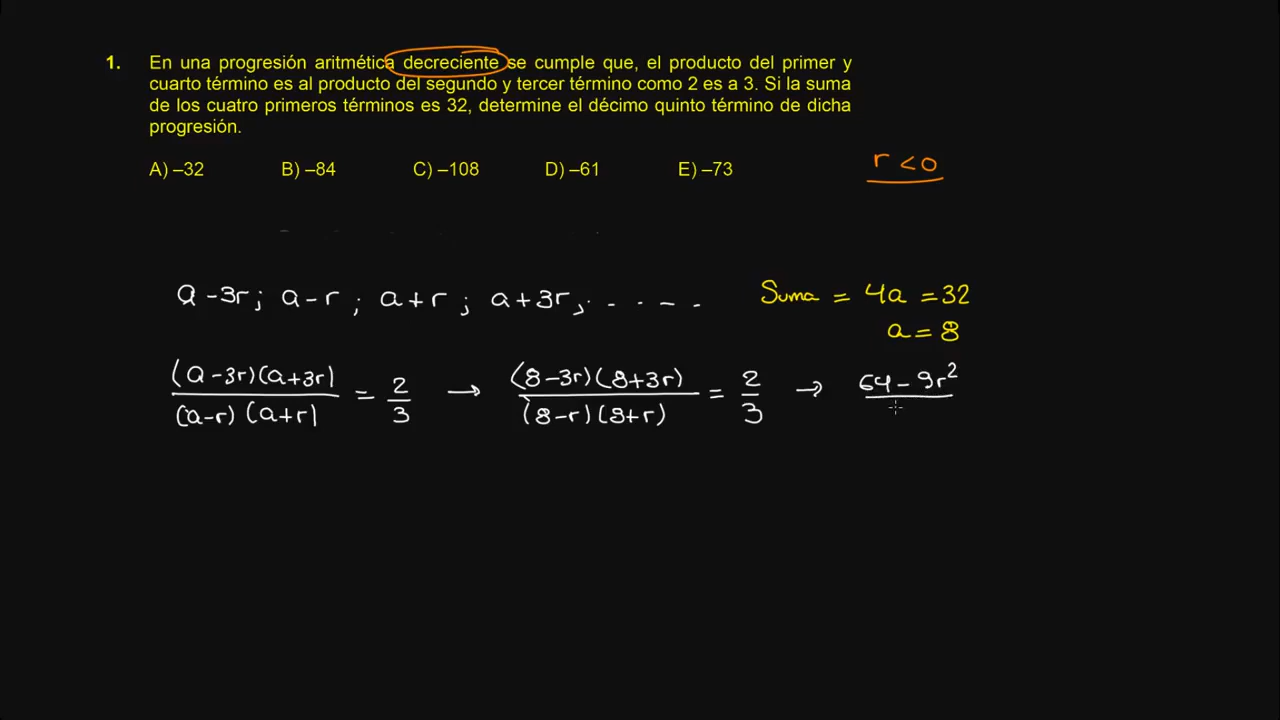 1. En una progresión aritmética decreciente se cumple que, el producto del primer y
cuarto término es al producto del segundo y tercer término como 2 es a 3. Si la suma
de los cuatro primeros términos es 32, determine el décimo quinto término de dicha
progresión.
A) –32 B) –84 C) –108 D) –61 E) –73
r < 0
a - 3r ; a - r ; a + r ; a + 3r , . . . . . Suma = 4a = 32
a = 8
(a - 3r)(a + 3r) / (a - r)(a + r) = 2/3 → (8 - 3r)(8 + 3r) / (8 - r)(8 + r) = 2/3 → 64 - 9r²